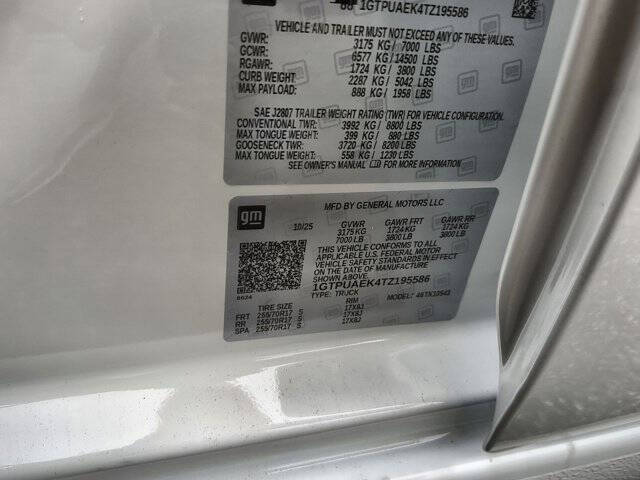 1GTPUAEK4TZ195586
VEHICLE AND TRAILER MUST NOT EXCEED ANY OF THESE VALUES.
GVWR: 3175 KG / 7000 LBS
GCWR: 6577 KG / 14500 LBS
RGAWR: 1724 KG / 3800 LBS
CURB WEIGHT 2287 KG / 5042 LBS
MAX PAYLOAD: 888 KG / 1958 LBS
SAE J2807 TRAILER WEIGHT RATING (TWR) FOR VEHICLE CONFIGURATION.
CONVENTIONAL TWR: 3992 KG / 8800 LBS
MAX TONGUE WEIGHT: 399 KG / 880 LBS
GOOSENECK TWR: 3720 KG / 8200 LBS
MAX TONGUE WEIGHT: 558 KG / 1230 LBS
SEE OWNER'S MANUAL FOR MORE INFORMATION
gm
MFD BY GENERAL MOTORS LLC
10/25 GVWR GAWR FRT GAWR RR
3175 KG 1724 KG 1724 KG
7000 LB 3800 LB 3800 LB
THIS VEHICLE CONFORMS TO ALL
APPLICABLE U.S. FEDERAL MOTOR
VEHICLE SAFETY STANDARDS IN
EFFECT ON THE DATE OF MANUFACTURE
SHOWN ABOVE.
1GTPUAEK4TZ195586
TYPE: TRUCK MODEL:
TIRE SIZE RIM
FRT 255/70R17 S 17X8J
RR 255/70R17 S 17X8J
SPA 255/70R17 S 17X8J